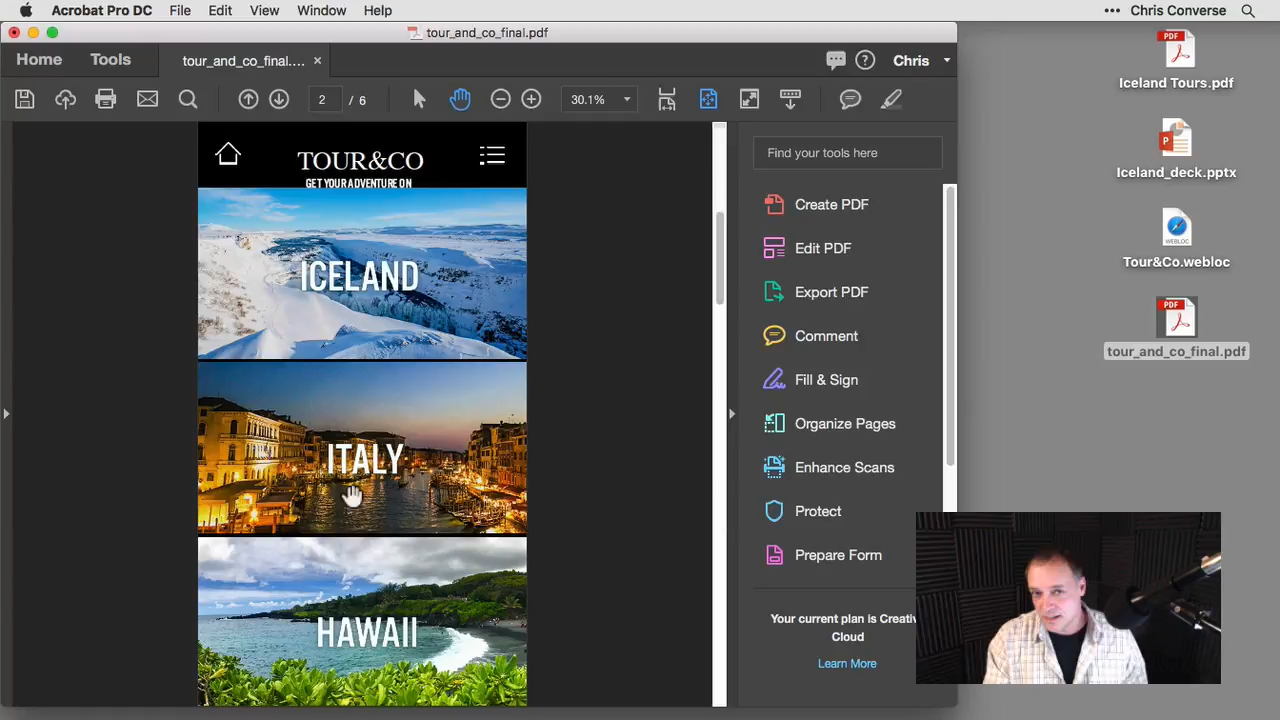 Acrobat Pro DC File Edit View Window Help ••• Chris Converse
tour_and_co_final.pdf
Home Tools tour_and_co_final.... × ? Chris
2 / 6 30.1%
TOUR&CO
GET YOUR ADVENTURE ON
ICELAND
ITALY
HAWAII
Find your tools here
Create PDF
Edit PDF
Export PDF
Comment
Fill & Sign
Organize Pages
Enhance Scans
Protect
Prepare Form
Your current plan is Creativ
Cloud
Learn More
PDF
Iceland Tours.pdf
P
Iceland_deck.pptx
WEBLOC
Tour&Co.webloc
PDF
tour_and_co_final.pdf